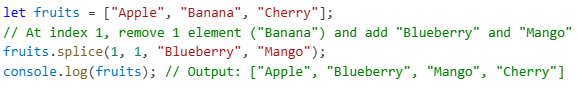 let fruits = ["Apple", "Banana", "Cherry"];
// At index 1, remove 1 element ("Banana") and add "Blueberry" and "Mango"
fruits.splice(1, 1, "Blueberry", "Mango");
console.log(fruits); // Output: ["Apple", "Blueberry", "Mango", "Cherry"]